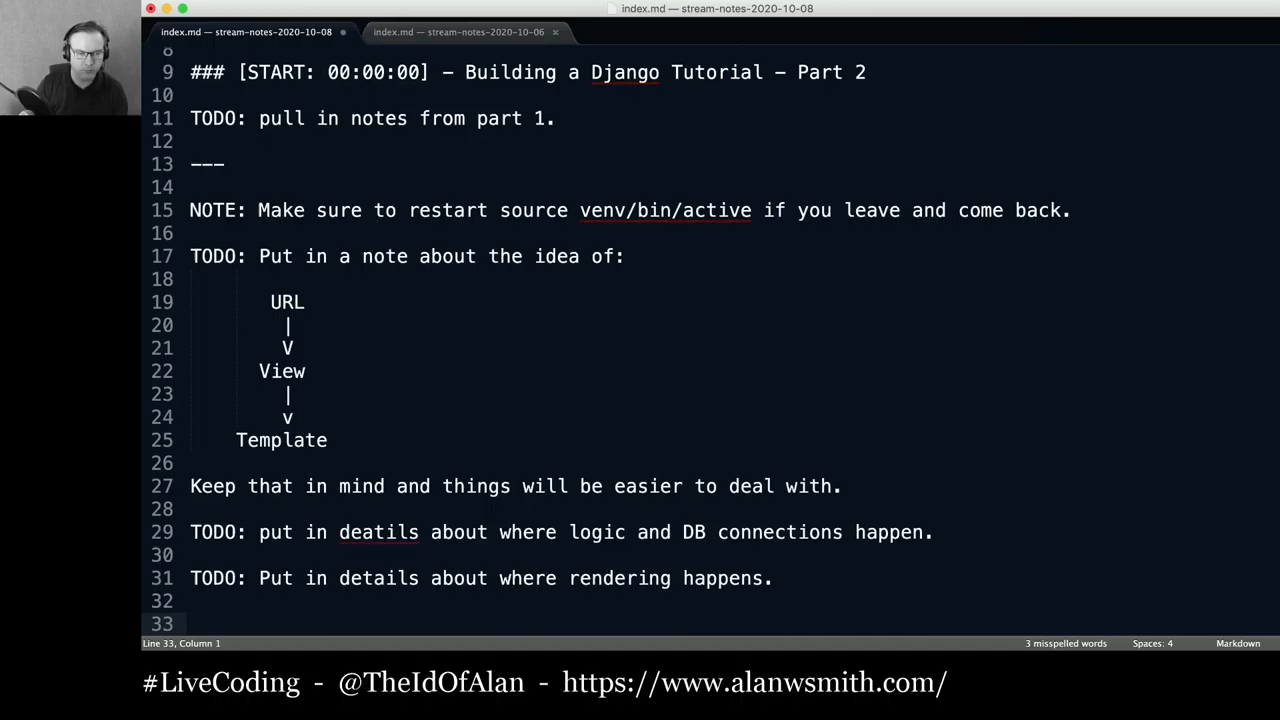 index.md — stream-notes-2020-10-08
index.md — stream-notes-2020-10-08
index.md — stream-notes-2020-10-06
8
9 ### [START: 00:00:00] - Building a Django Tutorial - Part 2
10
11 TODO: pull in notes from part 1.
12
13 ---
14
15 NOTE: Make sure to restart source venv/bin/active if you leave and come back.
16
17 TODO: Put in a note about the idea of:
18
19 URL
20 |
21 V
22 View
23 |
24 v
25 Template
26
27 Keep that in mind and things will be easier to deal with.
28
29 TODO: put in deatils about where logic and DB connections happen.
30
31 TODO: Put in details about where rendering happens.
32
33
Line 33, Column 1 3 misspelled words Spaces: 4 Markdown
#LiveCoding - @TheIdOfAlan - https://www.alanwsmith.com/